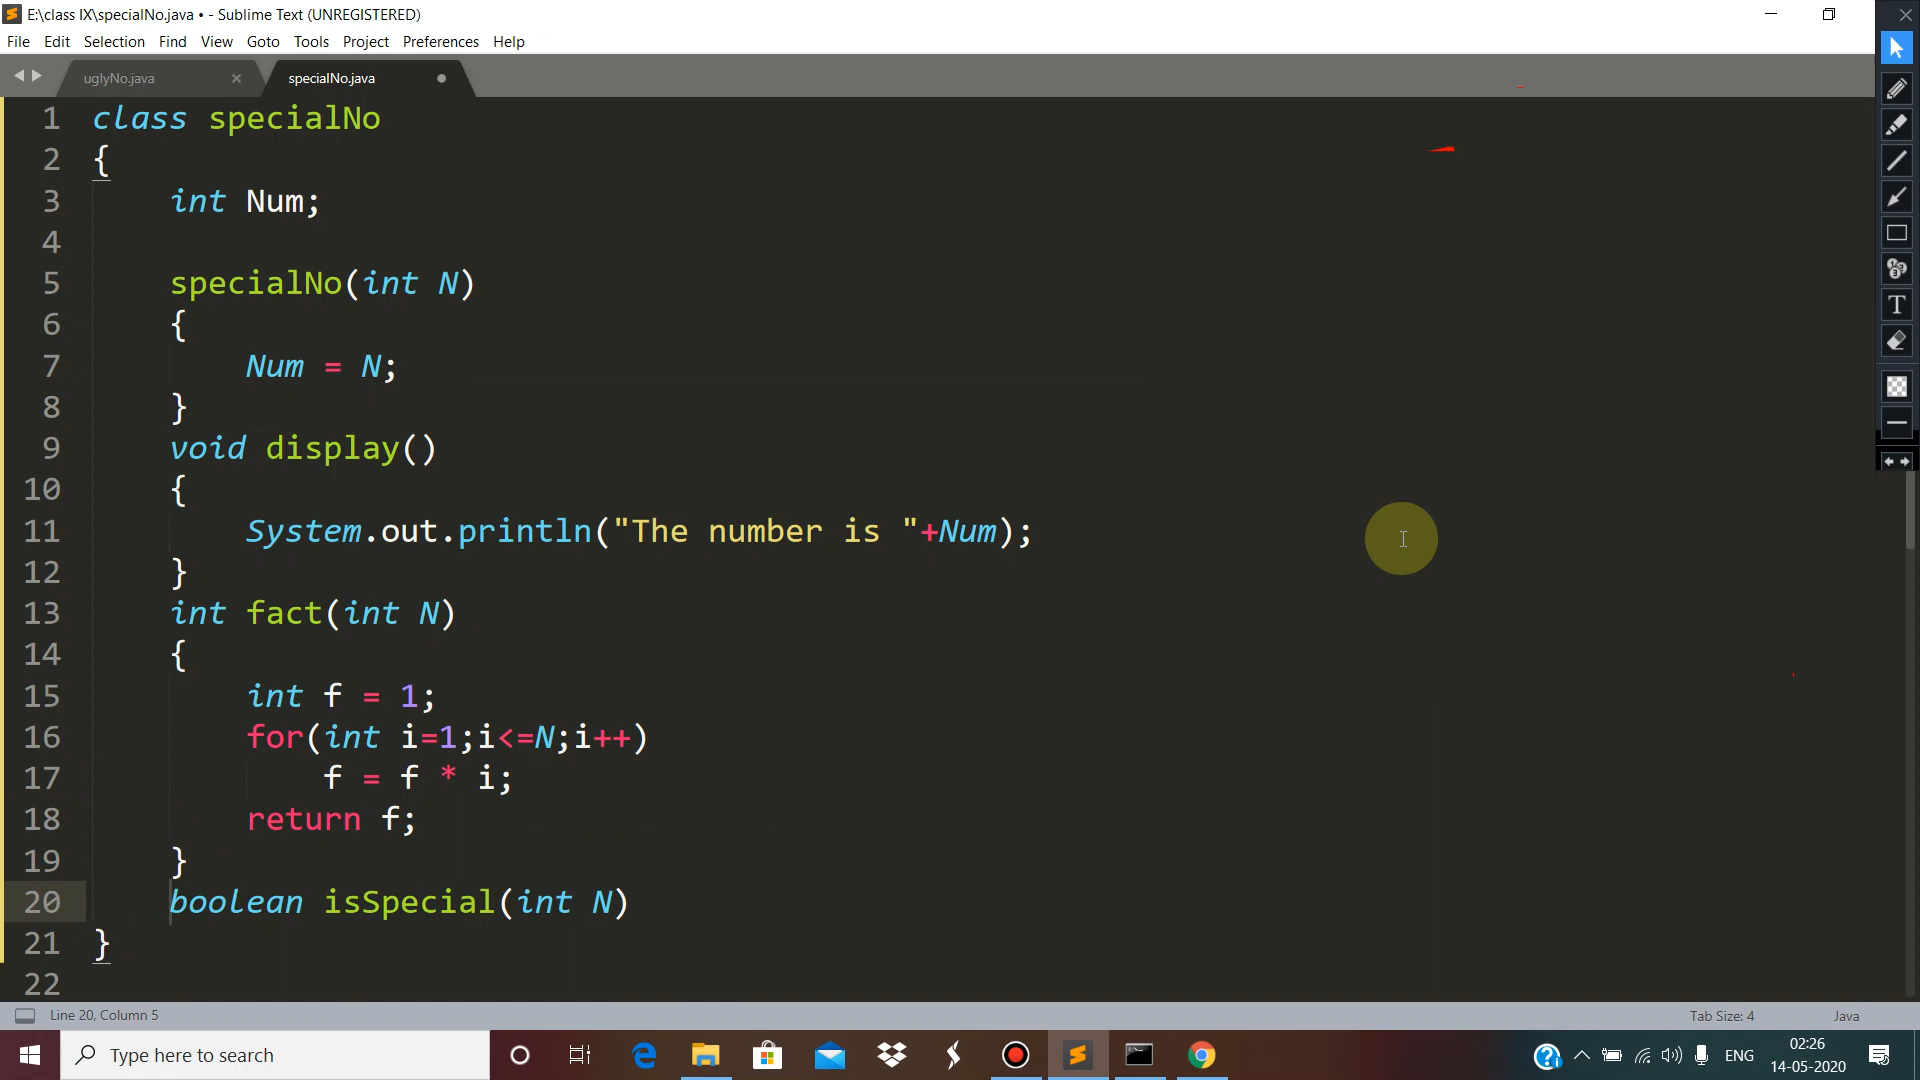 E:\class IX\specialNo.java • - Sublime Text (UNREGISTERED)
File Edit Selection Find View Goto Tools Project Preferences Help
uglyNo.java specialNo.java
1 class specialNo
2 {
3 int Num;
4
5 specialNo(int N)
6 {
7 Num = N;
8 }
9 void display()
10 {
11 System.out.println("The number is "+Num);
12 }
13 int fact(int N)
14 {
15 int f = 1;
16 for(int i=1;i<=N;i++)
17 f = f * i;
18 return f;
19 }
20 boolean isSpecial(int N)
21 }
22
Line 20, Column 5 Tab Size: 4 Java
Type here to search
ENG
02:26
14-05-2020